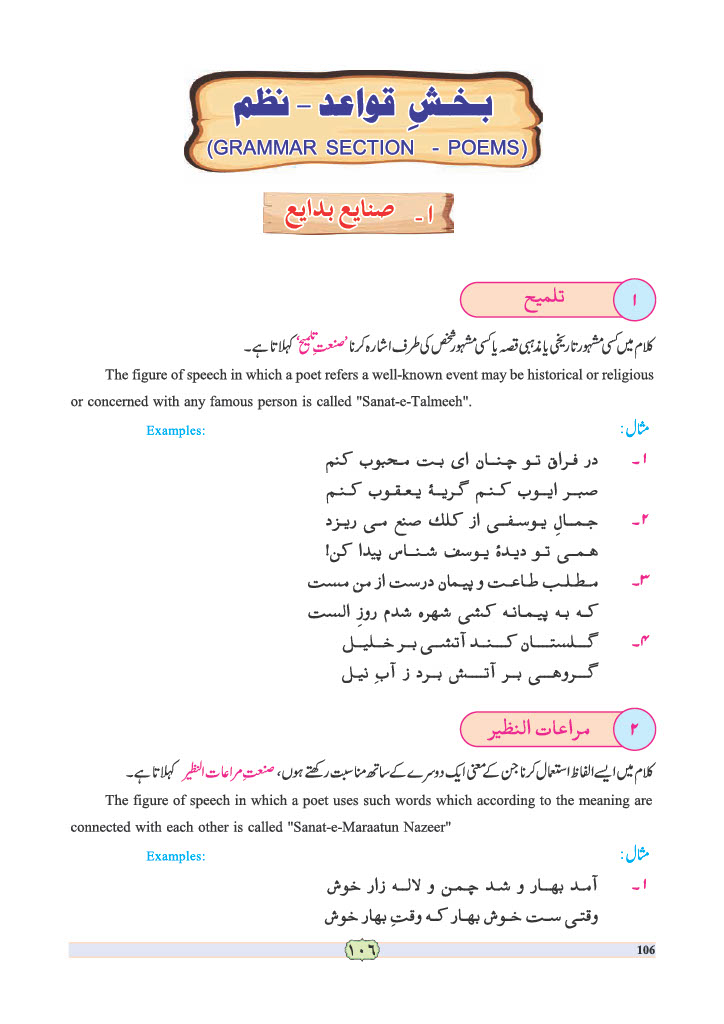 بخشِ قواعد – نظم
(GRAMMAR SECTION - POEMS)
۱- صنایع بدایع
۱ تلمیح
کلام میں کسی مشہور تاریخی یا مذہبی قصہ یا کسی مشہور شخص کی طرف اشارہ کرنا ’صنعتِ تلمیح‘ کہلاتا ہے۔
The figure of speech in which a poet refers a well-known event may be historical or religious
or concerned with any famous person is called "Sanat-e-Talmeeh".
مثال: Examples:
۱۔ در فراق تو چنان ای بت محبوب کنم
صبر ایوب کنم گریۂ یعقوب کنم
۲۔ جمالِ یوسفی از کلك صنع می ریزد
همی تو دیدۂ یوسف شناس پیدا کن!
۳۔ مطلب طاعت و پیمان درست از من مست
که به پیمانه کشی شهره شدم روزِ الست
۴۔ گلستان کند آتشی بر خلیل
گروهی بر آتش برد ز آبِ نیل
۲ مراعات النظیر
کلام میں ایسے الفاظ استعمال کرنا جن کے معنی ایک دوسرے کے ساتھ مناسبت رکھتے ہوں، صنعتِ مراعات النظیر کہلاتا ہے۔
The figure of speech in which a poet uses such words which according to the meaning are
connected with each other is called "Sanat-e-Maraatun Nazeer"
مثال: Examples:
۱۔ آمد بهار و شد چمن و لاله زار خوش
وقتی ست خوش بهار که وقتِ بهار خوش
۱۰۶ 106